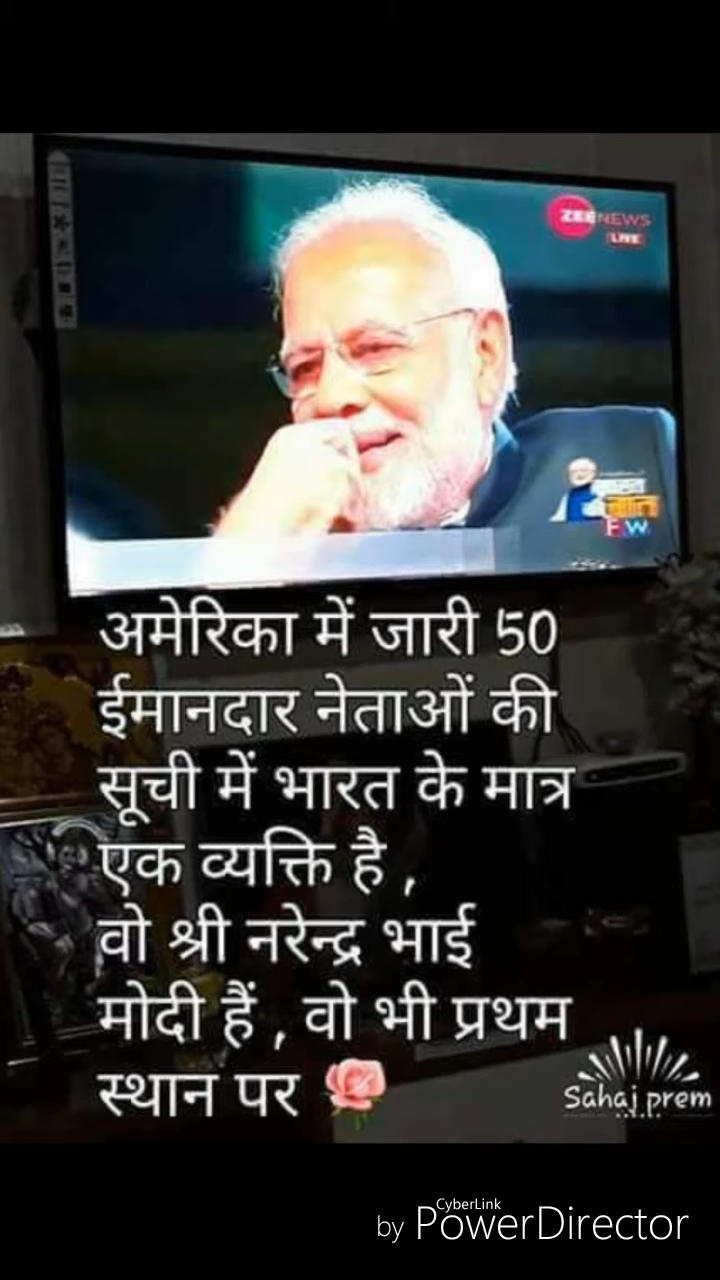 ZEE NEWS
LIVE
बात
अमेरिका में जारी 50
ईमानदार नेताओं की
सूची में भारत के मात्र
एक व्यक्ति है ,
वो श्री नरेन्द्र भाई
मोदी हैं , वो भी प्रथम
स्थान पर
Sahaj prem
CyberLink
by PowerDirector